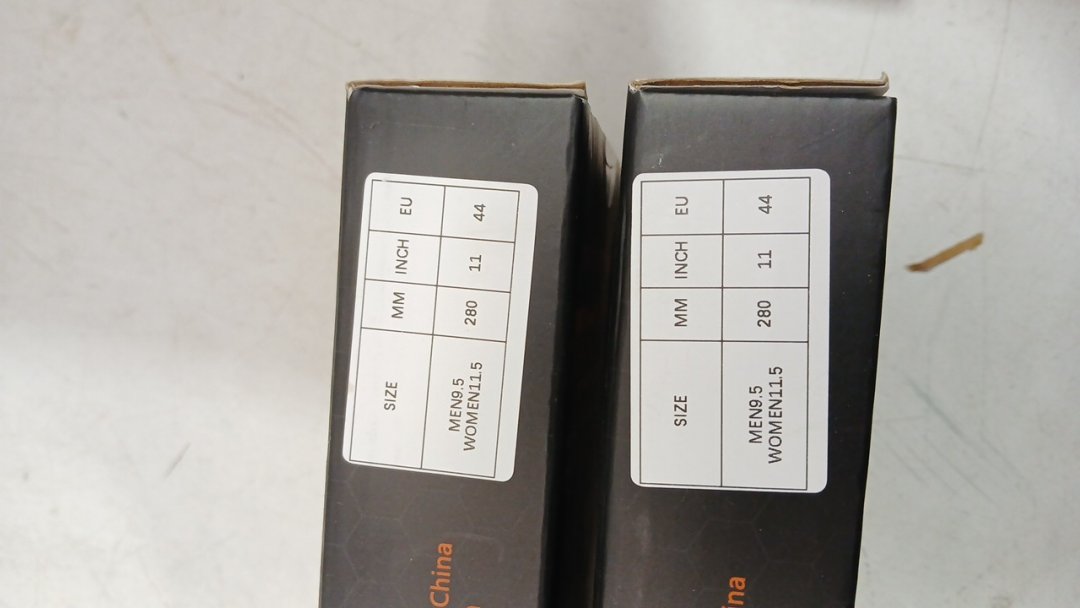 SIZE MM INCH EU
MEN9.5 280 11 44
WOMEN11.5
China
SIZE MM INCH EU
MEN9.5 280 11 44
WOMEN11.5